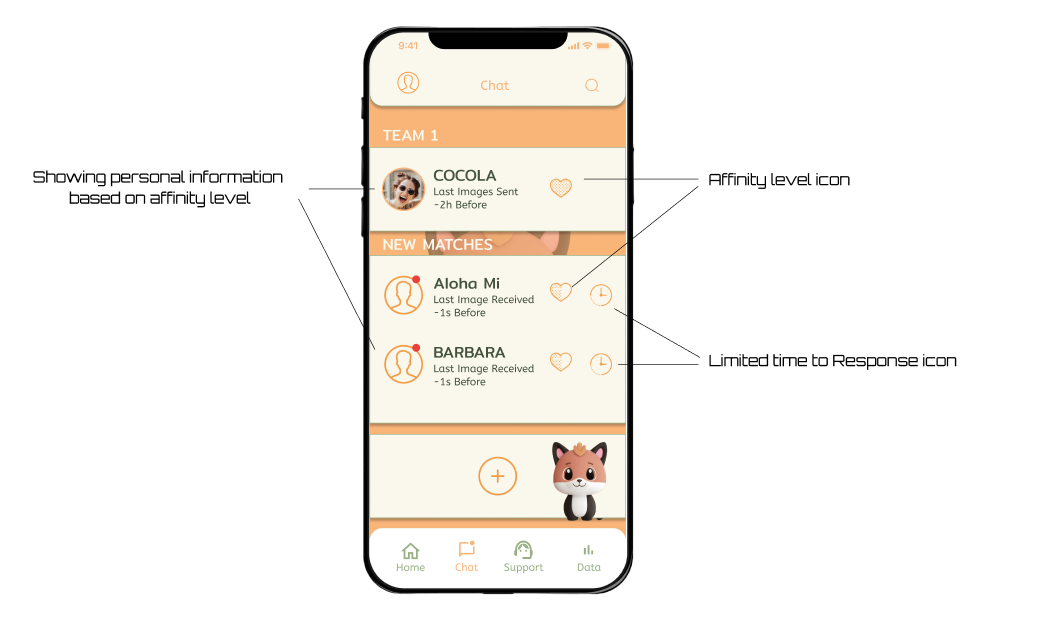 9:41
Chat
TEAM 1
Showing personal information
based on affinity level
COCOLA
Last Images Sent
~2h Before
Affinity level icon
NEW MATCHES
Aloha Mi
Last Image Received
~1s Before
BARBARA
Last Image Received
~1s Before
Limited time to Response icon
Home
Chat
Support
Data